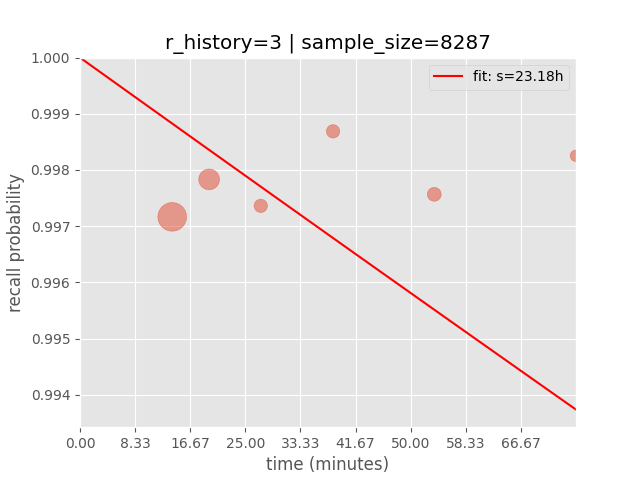 r_history=3 | sample_size=8287
fit: s=23.18h
recall probability
1.000
0.999
0.998
0.997
0.996
0.995
0.994
0.00 8.33 16.67 25.00 33.33 41.67 50.00 58.33 66.67
time (minutes)